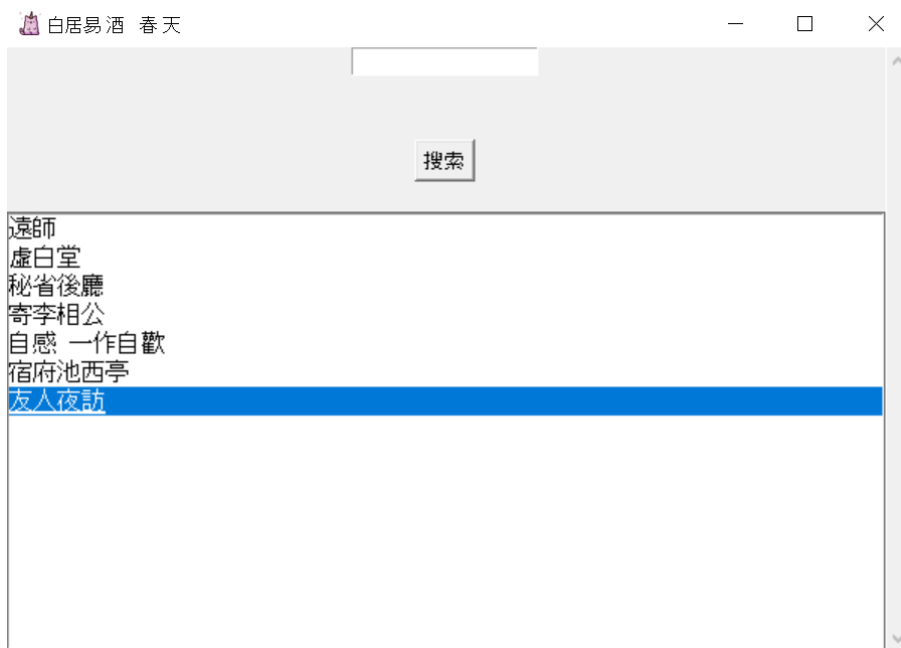 白居易 酒 春 天
搜索
遠師
虛白堂
秘省後廳
寄李相公
自感 一作自歡
宿府池西亭
友人夜訪